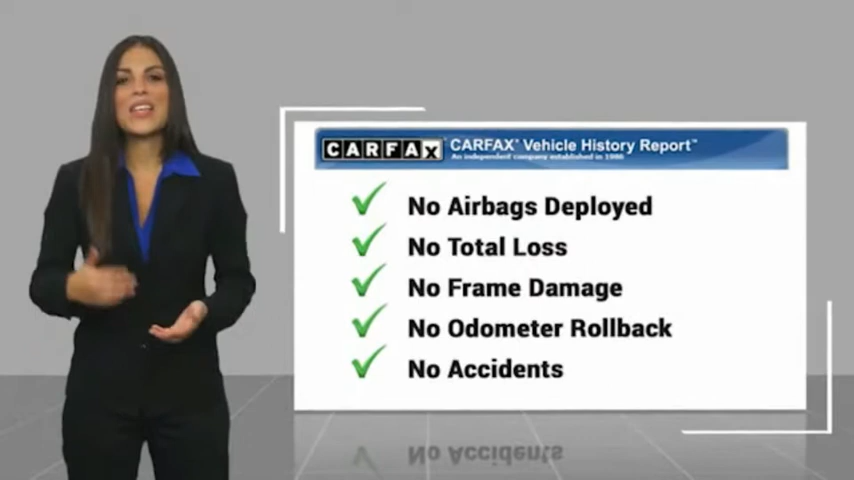 CARFAX CARFAX® Vehicle History Report™
An independent company established in 1986
No Airbags Deployed
No Total Loss
No Frame Damage
No Odometer Rollback
No Accidents
No Accidents